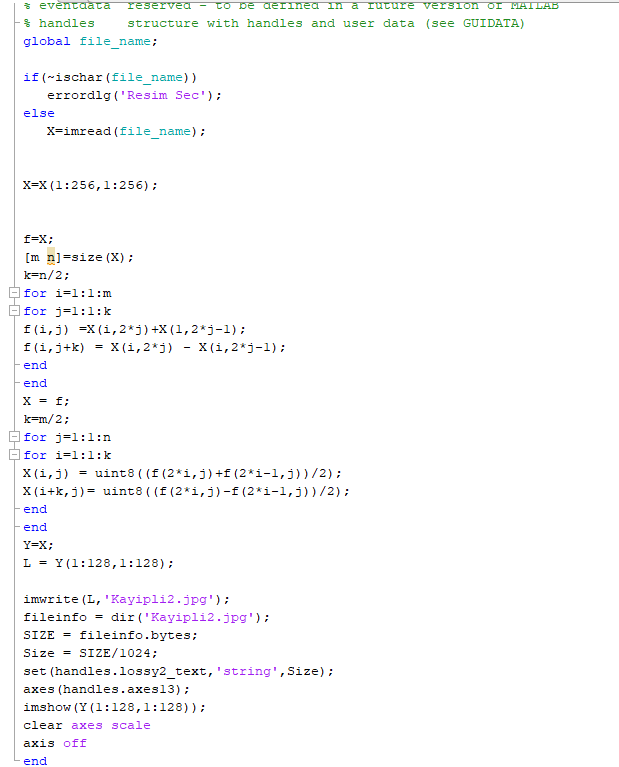 % eventdata  reserved - to be defined in a future version of MATLAB
% handles    structure with handles and user data (see GUIDATA)
global file_name;
if(~ischar(file_name))
errordlg('Resim Sec');
else
X=imread(file_name);
X=X(1:256,1:256);
f=X;
[m n]=size(X);
k=n/2;
for i=1:1:m
for j=1:1:k
f(i,j) =X(i,2*j)+X(1,2*j-1);
f(i,j+k) = X(i,2*j) - X(i,2*j-1);
end
end
X = f;
k=m/2;
for j=1:1:n
for i=1:1:k
X(i,j) = uint8((f(2*i,j)+f(2*i-1,j))/2);
X(i+k,j)= uint8((f(2*i,j)-f(2*i-1,j))/2);
end
end
Y=X;
L = Y(1:128,1:128);
imwrite(L,'Kayipli2.jpg');
fileinfo = dir('Kayipli2.jpg');
SIZE = fileinfo.bytes;
Size = SIZE/1024;
set(handles.lossy2_text,'string',Size);
axes(handles.axes13);
imshow(Y(1:128,1:128));
clear axes scale
axis off
end